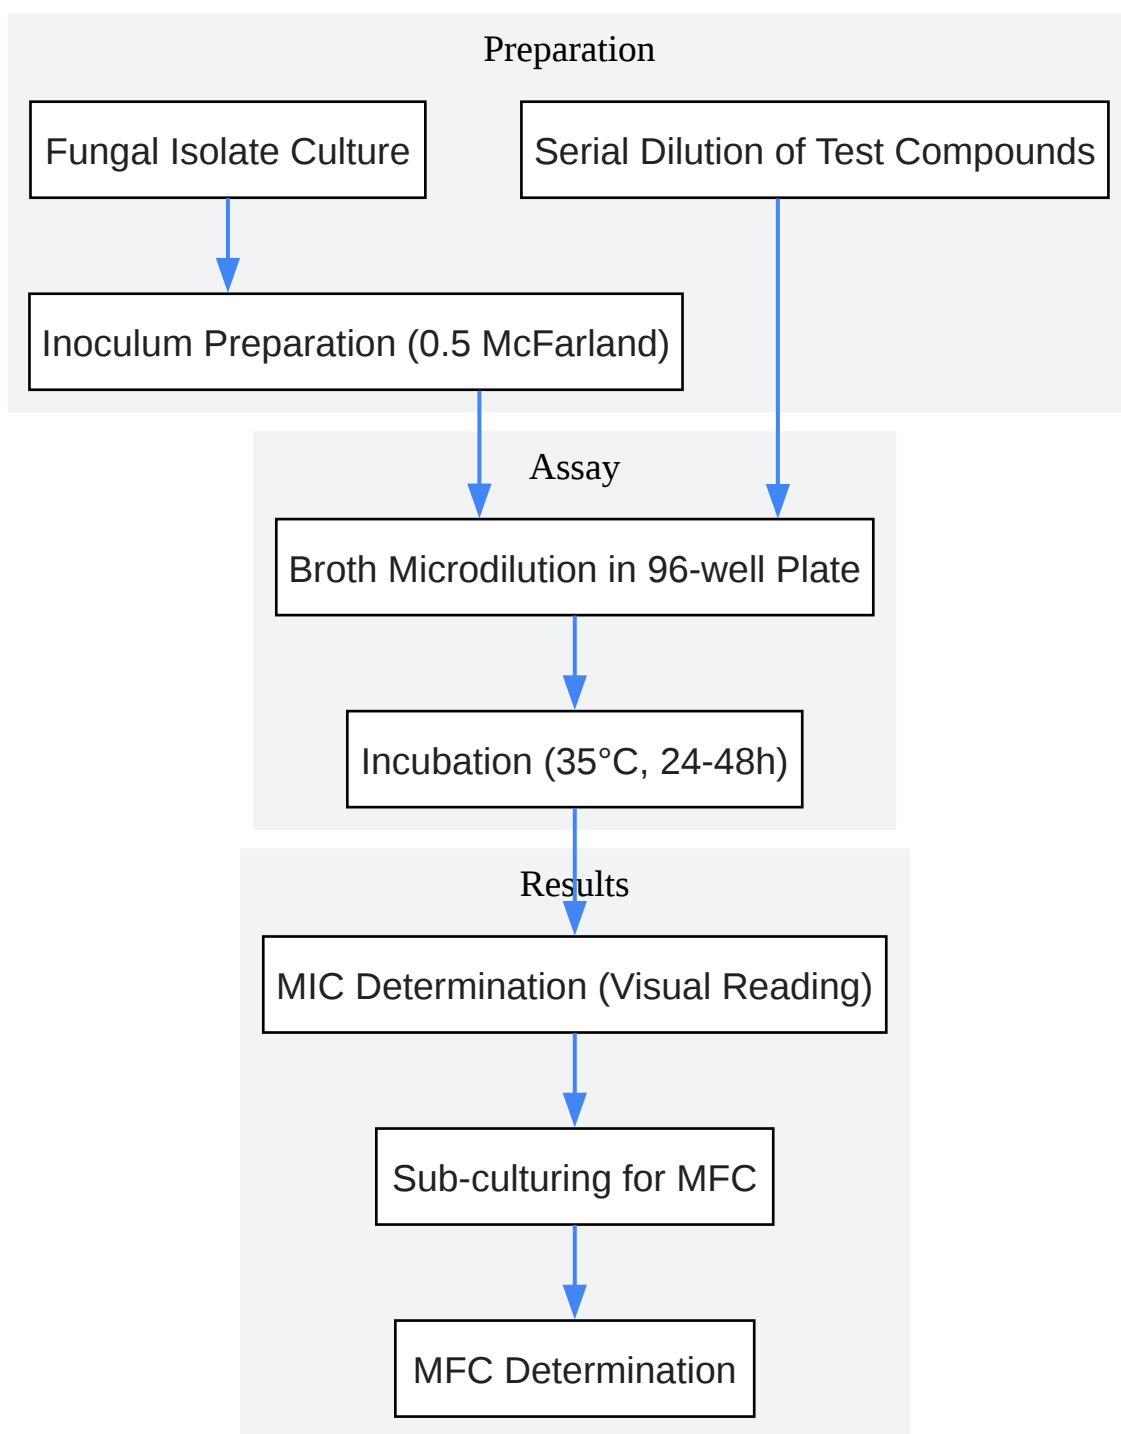 Preparation
Fungal Isolate Culture
Serial Dilution of Test Compounds
Inoculum Preparation (0.5 McFarland)
Assay
Broth Microdilution in 96-well Plate
Incubation (35°C, 24-48h)
Results
MIC Determination (Visual Reading)
Sub-culturing for MFC
MFC Determination